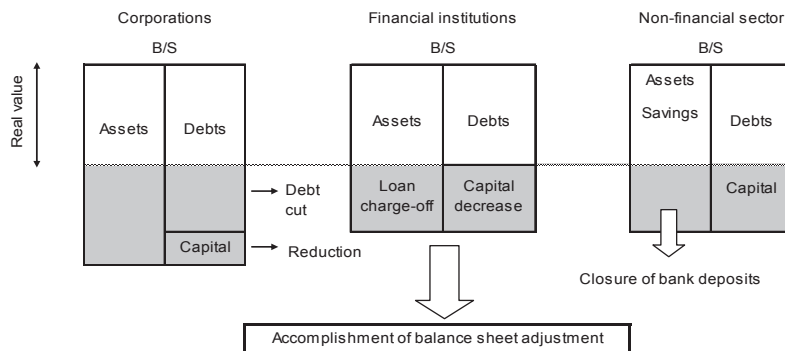 Corporations
B/S
Real value
Assets
Debts
Debt
cut
Capital
Reduction
Financial institutions
B/S
Assets
Debts
Loan
charge-off
Capital
decrease
Non-financial sector
B/S
Assets
Savings
Debts
Capital
Closure of bank deposits
Accomplishment of balance sheet adjustment